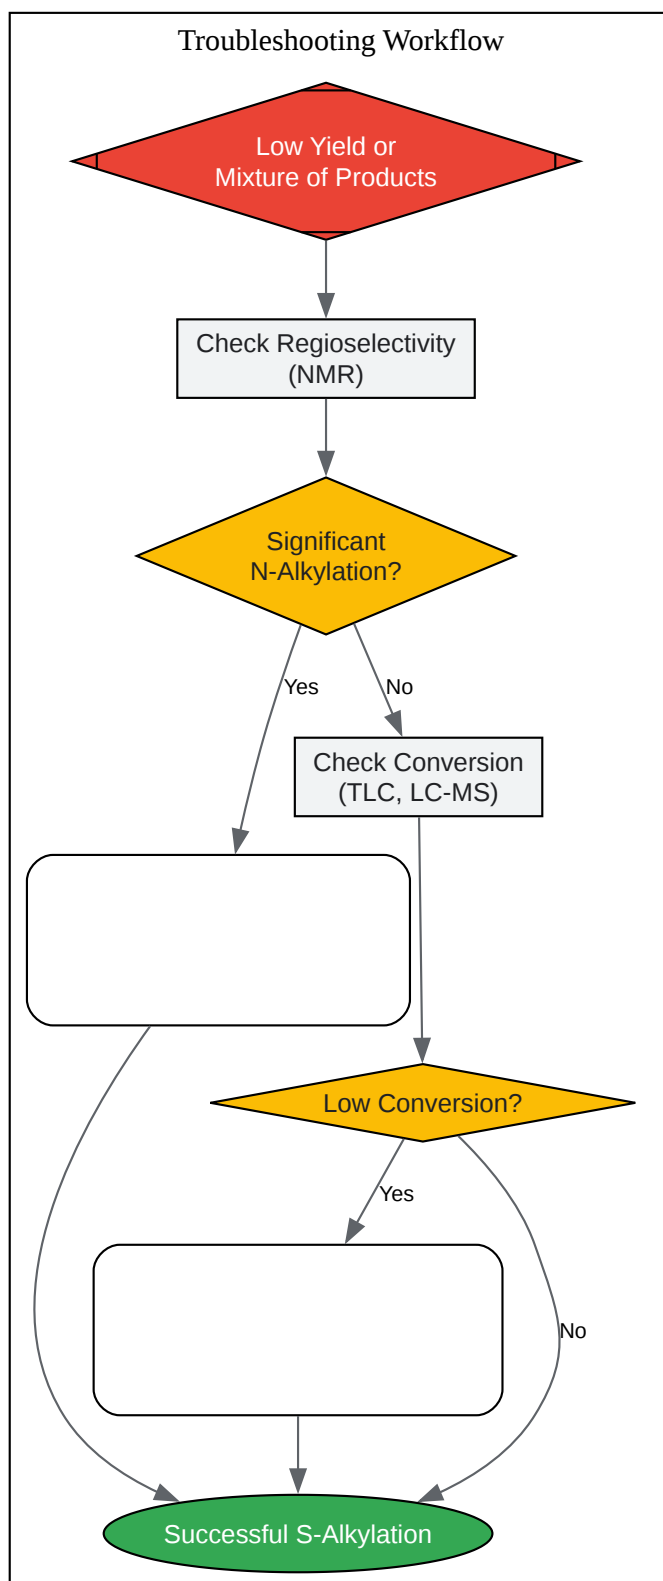 Troubleshooting Workflow
Low Yield or
Mixture of Products
Check Regioselectivity
(NMR)
Significant
N-Alkylation?
Yes
No
Check Conversion
(TLC, LC-MS)
Low Conversion?
Yes
No
Successful S-Alkylation